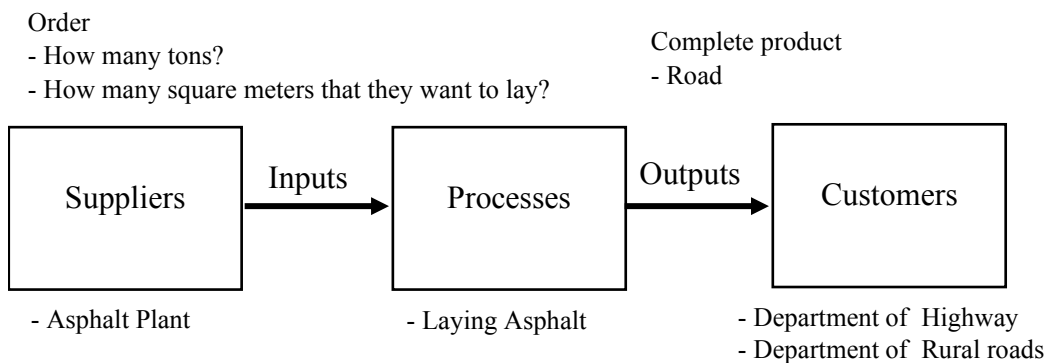 Order
- How many tons?
- How many square meters that they want to lay?
Complete product
- Road
Suppliers
Inputs
Processes
Outputs
Customers
- Asphalt Plant
- Laying Asphalt
- Department of Highway
- Department of Rural roads